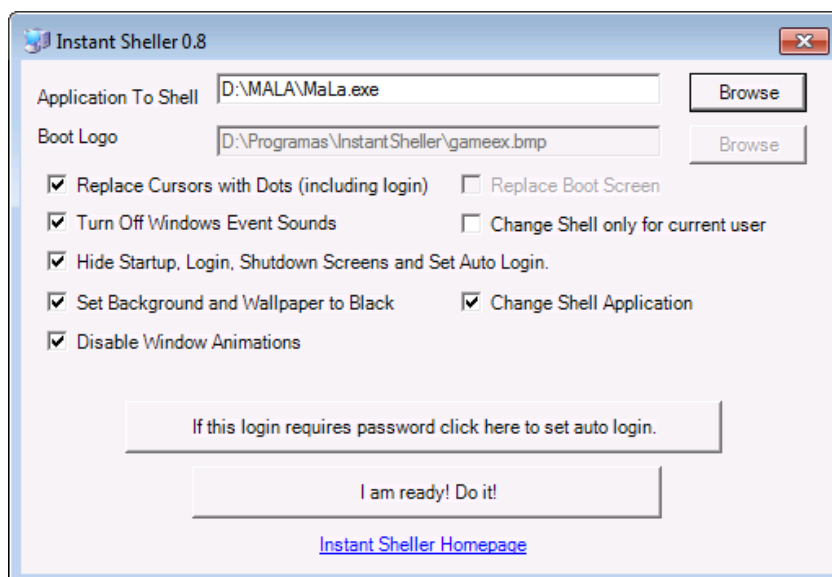 Instant Sheller 0.8
Application To Shell D:\MALA\MaLa.exe Browse
Boot Logo D:\Programas\InstantSheller\gameex.bmp Browse
Replace Cursors with Dots (including login) Replace Boot Screen
Turn Off Windows Event Sounds Change Shell only for current user
Hide Startup, Login, Shutdown Screens and Set Auto Login.
Set Background and Wallpaper to Black Change Shell Application
Disable Window Animations
If this login requires password click here to set auto login.
I am ready! Do it!
Instant Sheller Homepage